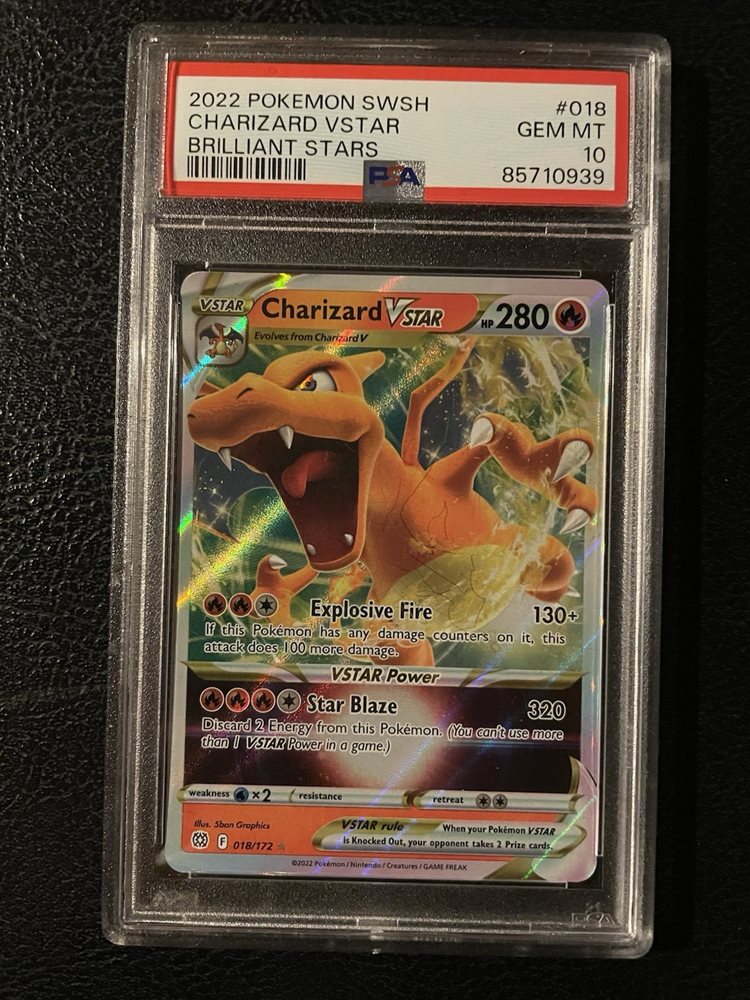 2022 POKEMON SWSH #018
CHARIZARD VSTAR GEM MT
BRILLIANT STARS 10
PSA 85710939
VSTAR Charizard VSTAR HP 280
Evolves from Charizard V
Explosive Fire 130+
If this Pokémon has any damage counters on it, this
attack does 100 more damage.
VSTAR Power
Star Blaze 320
Discard 2 Energy from this Pokémon. (You can't use more
than 1 VSTAR Power in a game.)
weakness ×2 resistance retreat
Illus. 5ban Graphics
VSTAR rule When your Pokémon VSTAR
is Knocked Out, your opponent takes 2 Prize cards.
F 018/172
©2022 Pokémon / Nintendo / Creatures / GAME FREAK
PSA